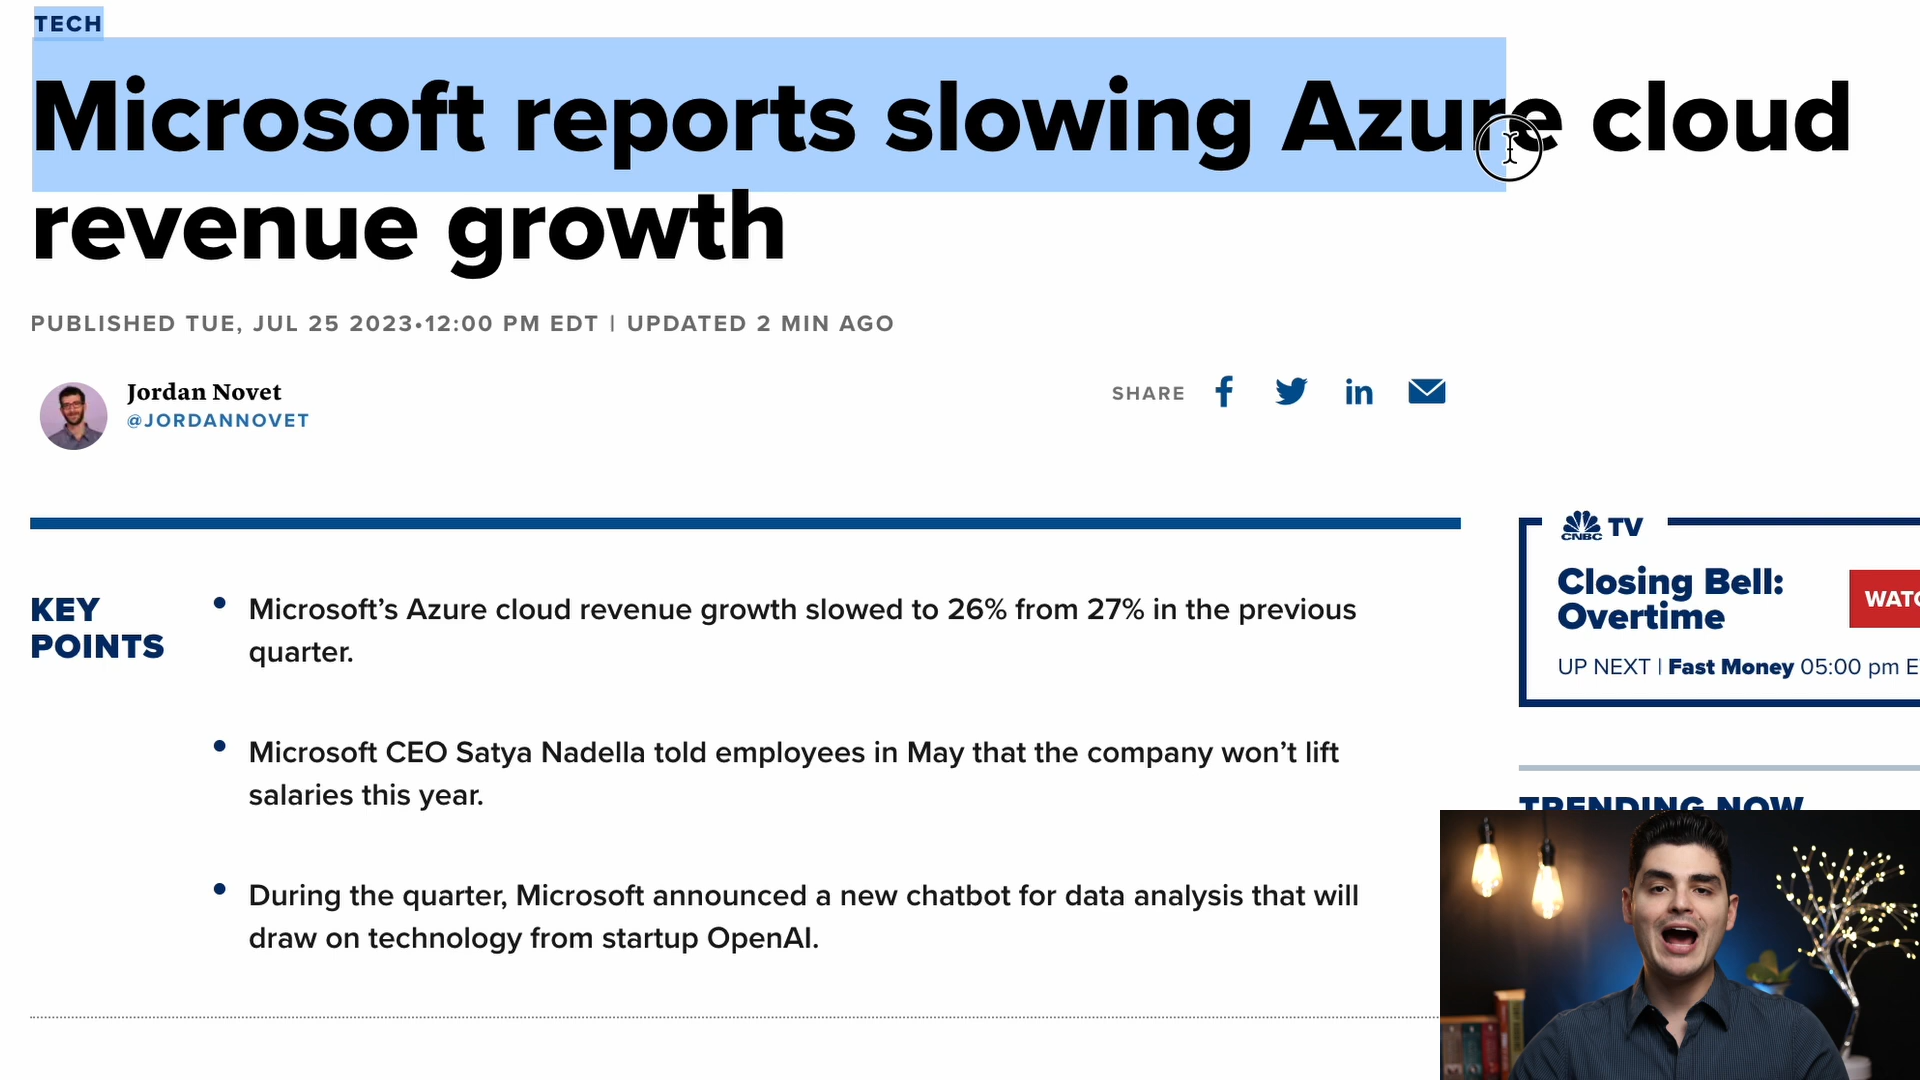 TECH
Microsoft reports slowing Azure cloud
revenue growth
PUBLISHED TUE, JUL 25 2023•12:00 PM EDT | UPDATED 2 MIN AGO
Jordan Novet
@JORDANNOVET
SHARE
KEY
POINTS
• Microsoft’s Azure cloud revenue growth slowed to 26% from 27% in the previous
quarter.
• Microsoft CEO Satya Nadella told employees in May that the company won’t lift
salaries this year.
• During the quarter, Microsoft announced a new chatbot for data analysis that will
draw on technology from startup OpenAI.
CNBC TV
Closing Bell:
Overtime
UP NEXT | Fast Money 05:00 pm
TRENDING NOW